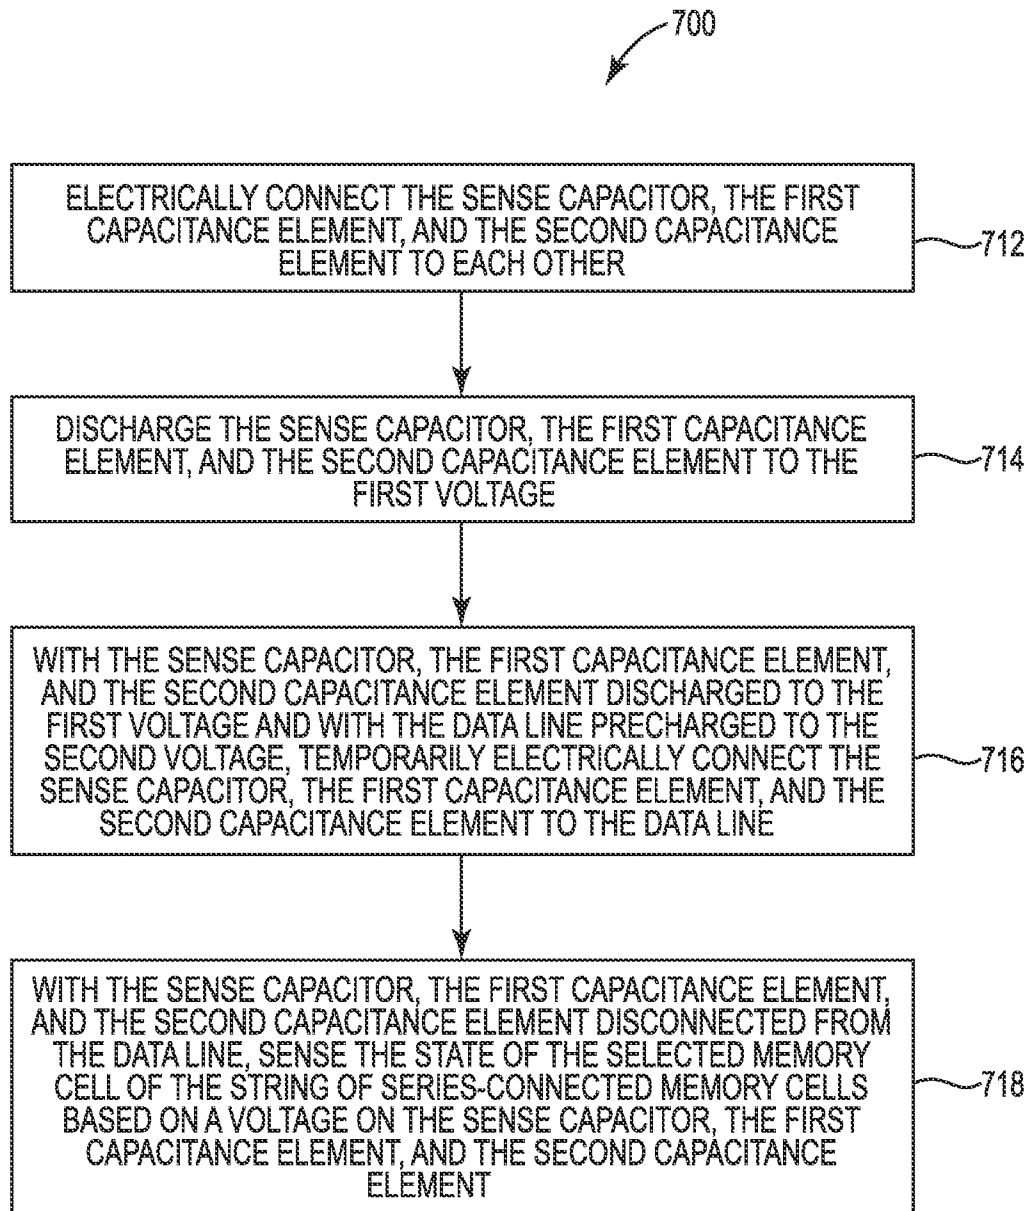 700
ELECTRICALLY CONNECT THE SENSE CAPACITOR, THE FIRST
CAPACITANCE ELEMENT, AND THE SECOND CAPACITANCE
ELEMENT TO EACH OTHER
712
DISCHARGE THE SENSE CAPACITOR, THE FIRST CAPACITANCE
ELEMENT, AND THE SECOND CAPACITANCE ELEMENT TO THE
FIRST VOLTAGE
714
WITH THE SENSE CAPACITOR, THE FIRST CAPACITANCE ELEMENT,
AND THE SECOND CAPACITANCE ELEMENT DISCHARGED TO THE
FIRST VOLTAGE AND WITH THE DATA LINE PRECHARGED TO THE
SECOND VOLTAGE, TEMPORARILY ELECTRICALLY CONNECT THE
SENSE CAPACITOR, THE FIRST CAPACITANCE ELEMENT, AND THE
SECOND CAPACITANCE ELEMENT TO THE DATA LINE
716
WITH THE SENSE CAPACITOR, THE FIRST CAPACITANCE ELEMENT,
AND THE SECOND CAPACITANCE ELEMENT DISCONNECTED FROM
THE DATA LINE, SENSE THE STATE OF THE SELECTED MEMORY
CELL OF THE STRING OF SERIES-CONNECTED MEMORY CELLS
BASED ON A VOLTAGE ON THE SENSE CAPACITOR, THE FIRST
CAPACITANCE ELEMENT, AND THE SECOND CAPACITANCE
ELEMENT
718